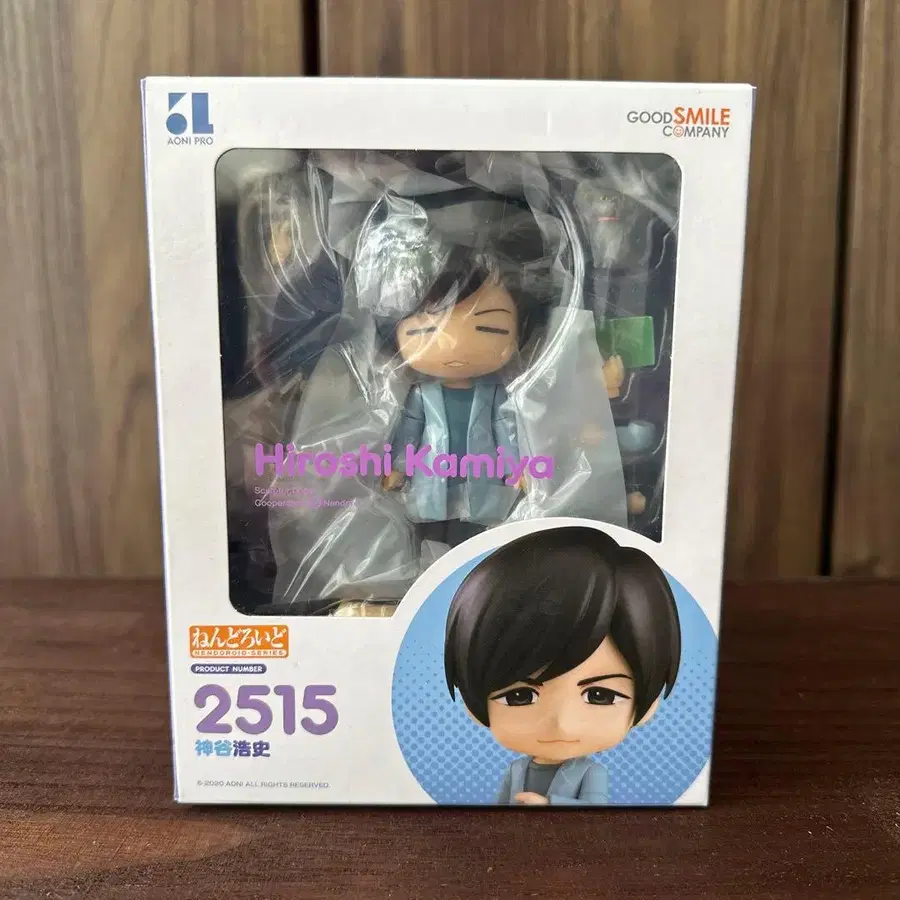 AONI PRO
GOOD SMILE
COMPANY
Hiroshi Kamiya
ねんどろいど
NENDOROID-SERIES
PRODUCT NUMBER
2515
神谷浩史
© 2020 AONI ALL RIGHTS RESERVED.